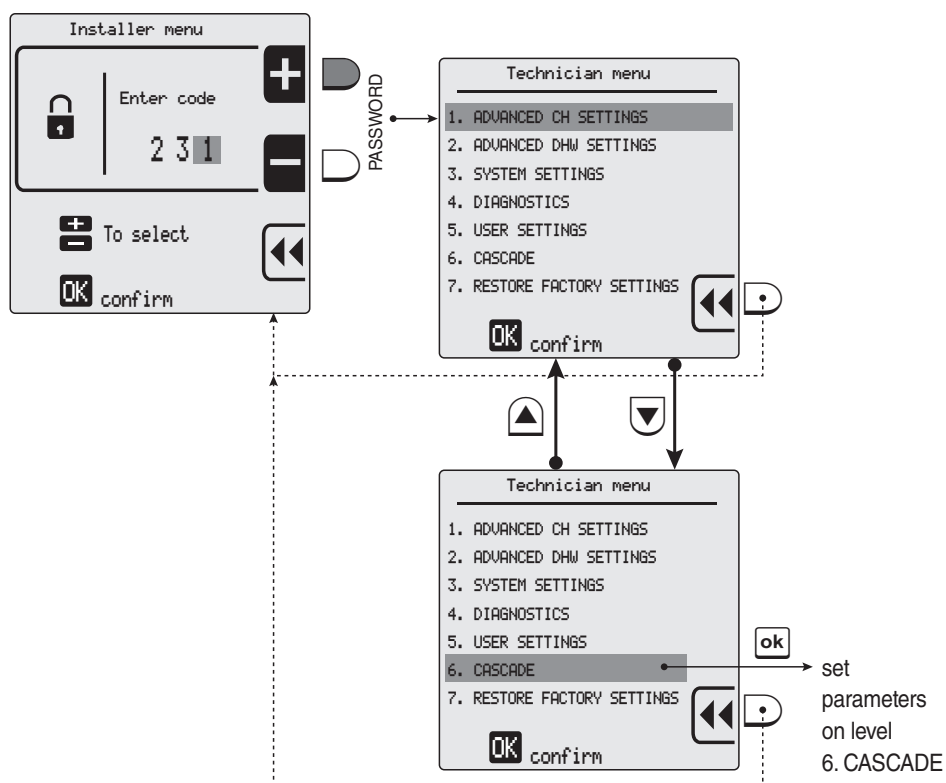 Installer menu
Enter code
2 3 1
To select
OK confirm
PASSWORD
Technician menu
1. ADVANCED CH SETTINGS
2. ADVANCED DHW SETTINGS
3. SYSTEM SETTINGS
4. DIAGNOSTICS
5. USER SETTINGS
6. CASCADE
7. RESTORE FACTORY SETTINGS
OK confirm
Technician menu
1. ADVANCED CH SETTINGS
2. ADVANCED DHW SETTINGS
3. SYSTEM SETTINGS
4. DIAGNOSTICS
5. USER SETTINGS
6. CASCADE
7. RESTORE FACTORY SETTINGS
OK confirm
ok
set
parameters
on level
6. CASCADE